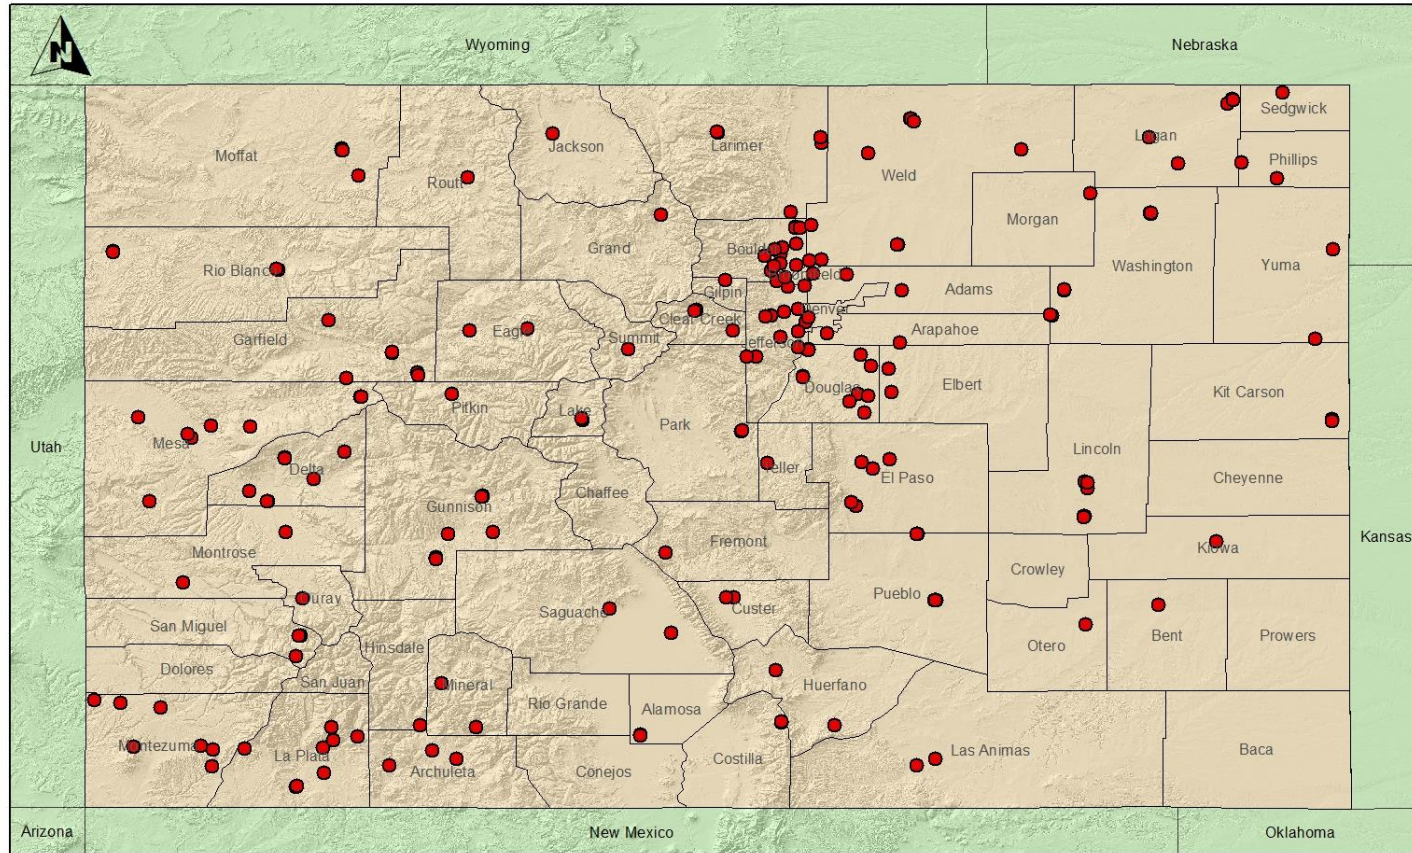 Wyoming
Nebraska
N
Sedgwick
Logan
Larimer
Jackson
Moffat
Phillips
Weld
Routt
Morgan
Grand
Boulder
Rio Blanco
Washington
Yuma
Broomfield
Gilpin
Adams
Denver
Clear Creek
Eagle
Summit
Arapahoe
Garfield
Jefferson
Elbert
Douglas
Kit Carson
Pitkin
Lake
Park
Mesa
Utah
Lincoln
Delta
Teller
El Paso
Cheyenne
Chaffee
Gunnison
Kansas
Fremont
Kiowa
Montrose
Crowley
Pueblo
Ouray
Custer
Saguache
San Miguel
Bent
Prowers
Otero
Hinsdale
Dolores
San Juan
Mineral
Huerfano
Rio Grande
Alamosa
Montezuma
La Plata
Las Animas
Baca
Costilla
Archuleta
Conejos
Arizona
New Mexico
Oklahoma